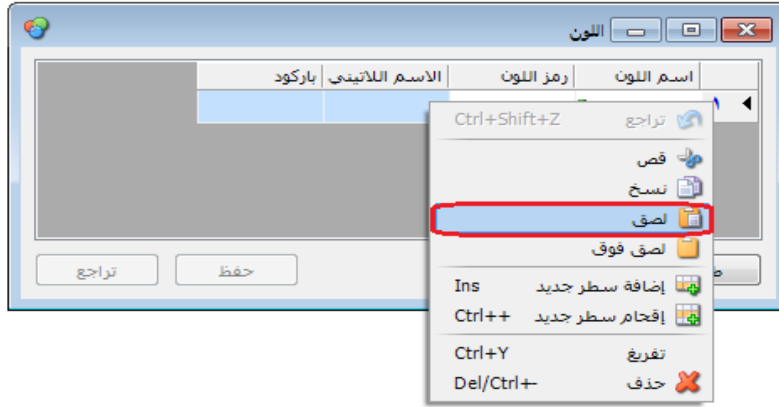 اللون
اسم اللون رمز اللون الاسم اللاتيني باركود
١
تراجع Ctrl+Shift+Z
قص
نسخ
لصق
لصق فوق
إضافة سطر جديد Ins
إقحام سطر جديد Ctrl++
تفريغ Ctrl+Y
حذف Del/Ctrl+-
حفظ تراجع